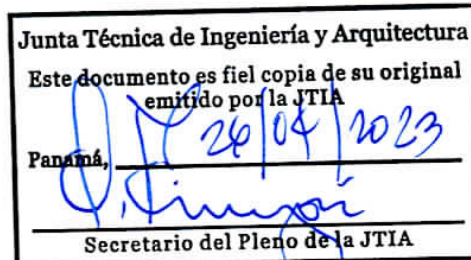 Junta Técnica de Ingeniería y Arquitectura
Este documento es fiel copia de su original
emitido por la JTIA
Panamá, 26/04/2023
Secretario del Pleno de la JTIA